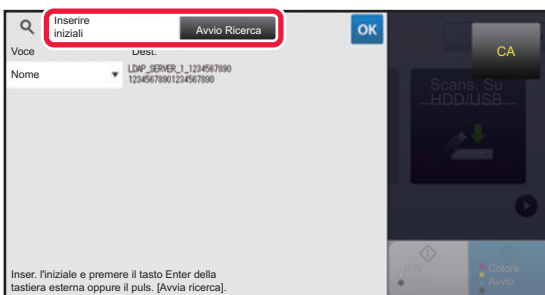 Inserire
iniziali
Avvio Ricerca
OK
CA
Voce
Dest.
Nome
LDAP_SERVER_1_1234567890
12345678901234567890
Scans. Su
HDD/USB
B/N
Colore
Avvio
Inser. l'iniziale e premere il tasto Enter della
tastiera esterna oppure il puls. [Avvia ricerca].